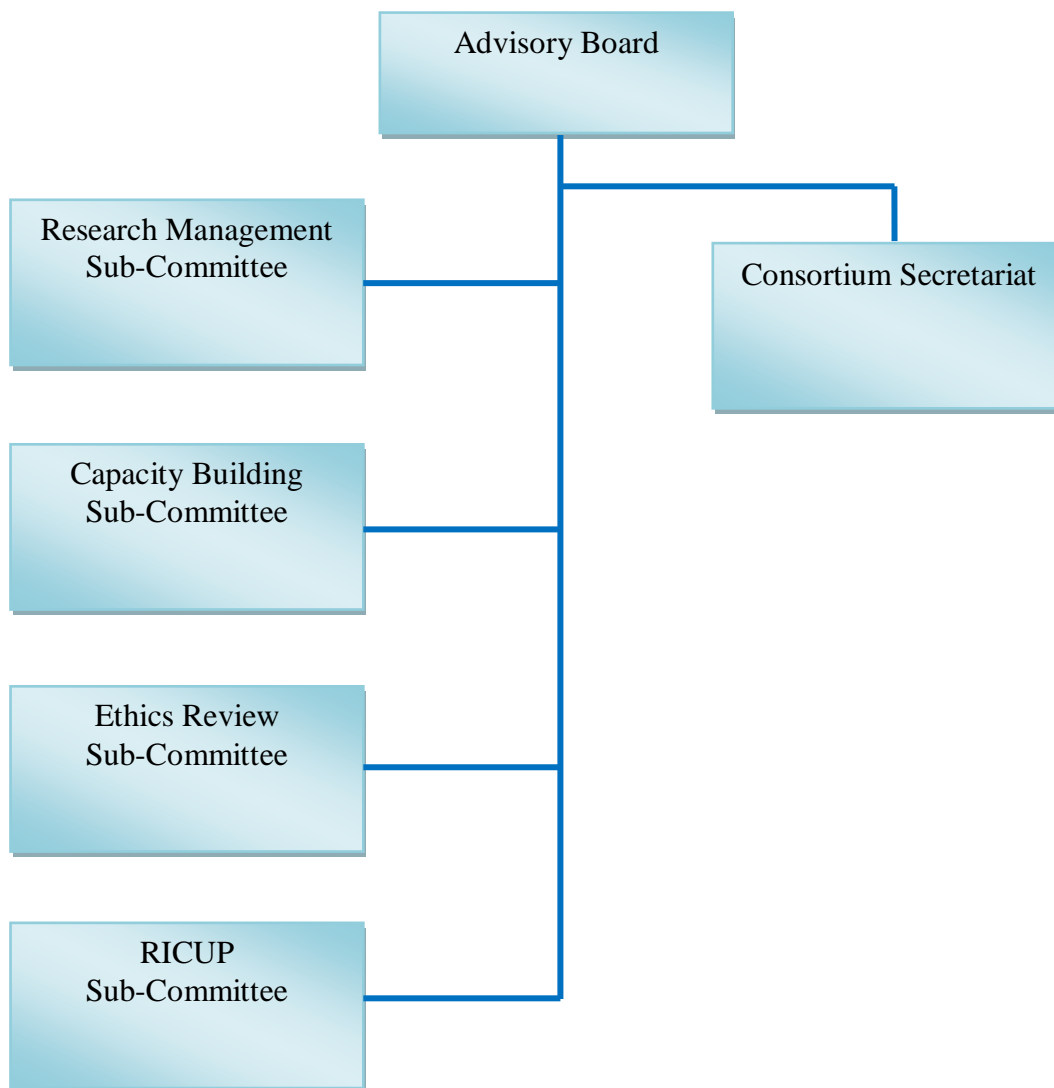 Advisory Board
Research Management
Sub-Committee
Consortium Secretariat
Capacity Building
Sub-Committee
Ethics Review
Sub-Committee
RICUP
Sub-Committee